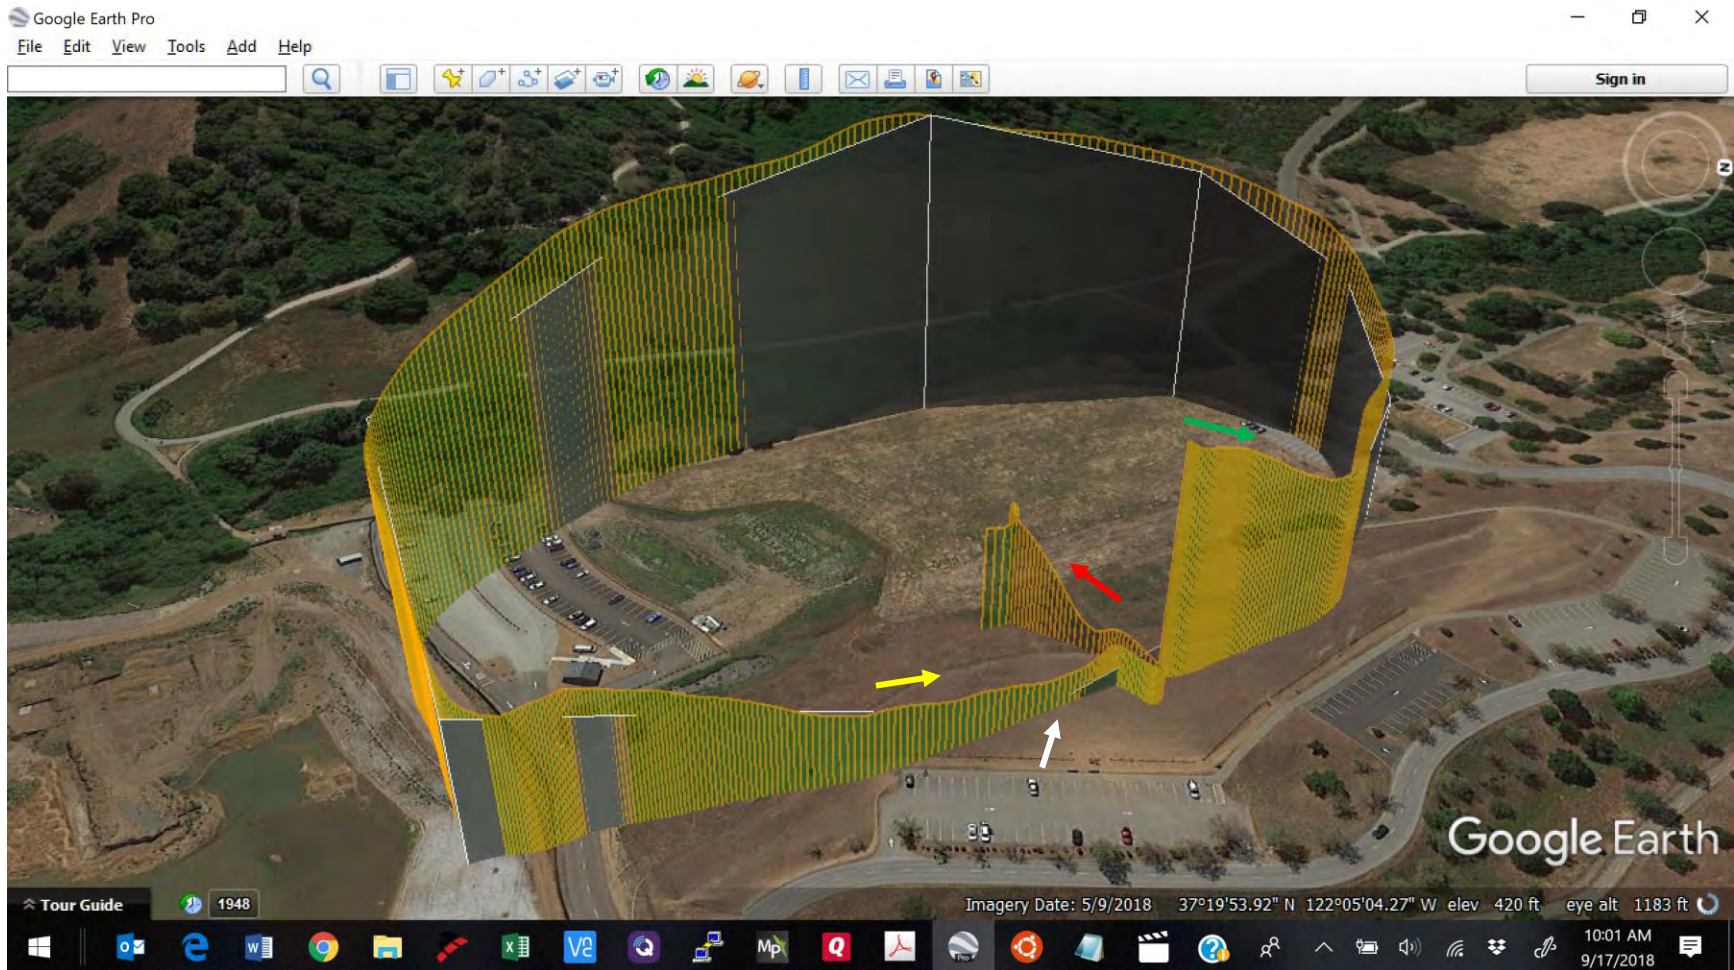 Google Earth Pro
File Edit View Tools Add Help
Sign in
N
Google Earth
Tour Guide 1948 Imagery Date: 5/9/2018 37°19'53.92" N 122°05'04.27" W elev 420 ft eye alt 1183 ft
10:01 AM
9/17/2018